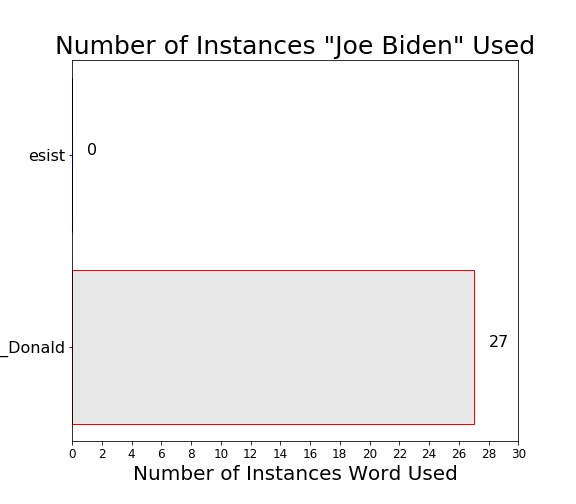 Number of Instances "Joe Biden" Used
esist
0
_Donald
27
0 2 4 6 8 10 12 14 16 18 20 22 24 26 28 30
Number of Instances Word Used